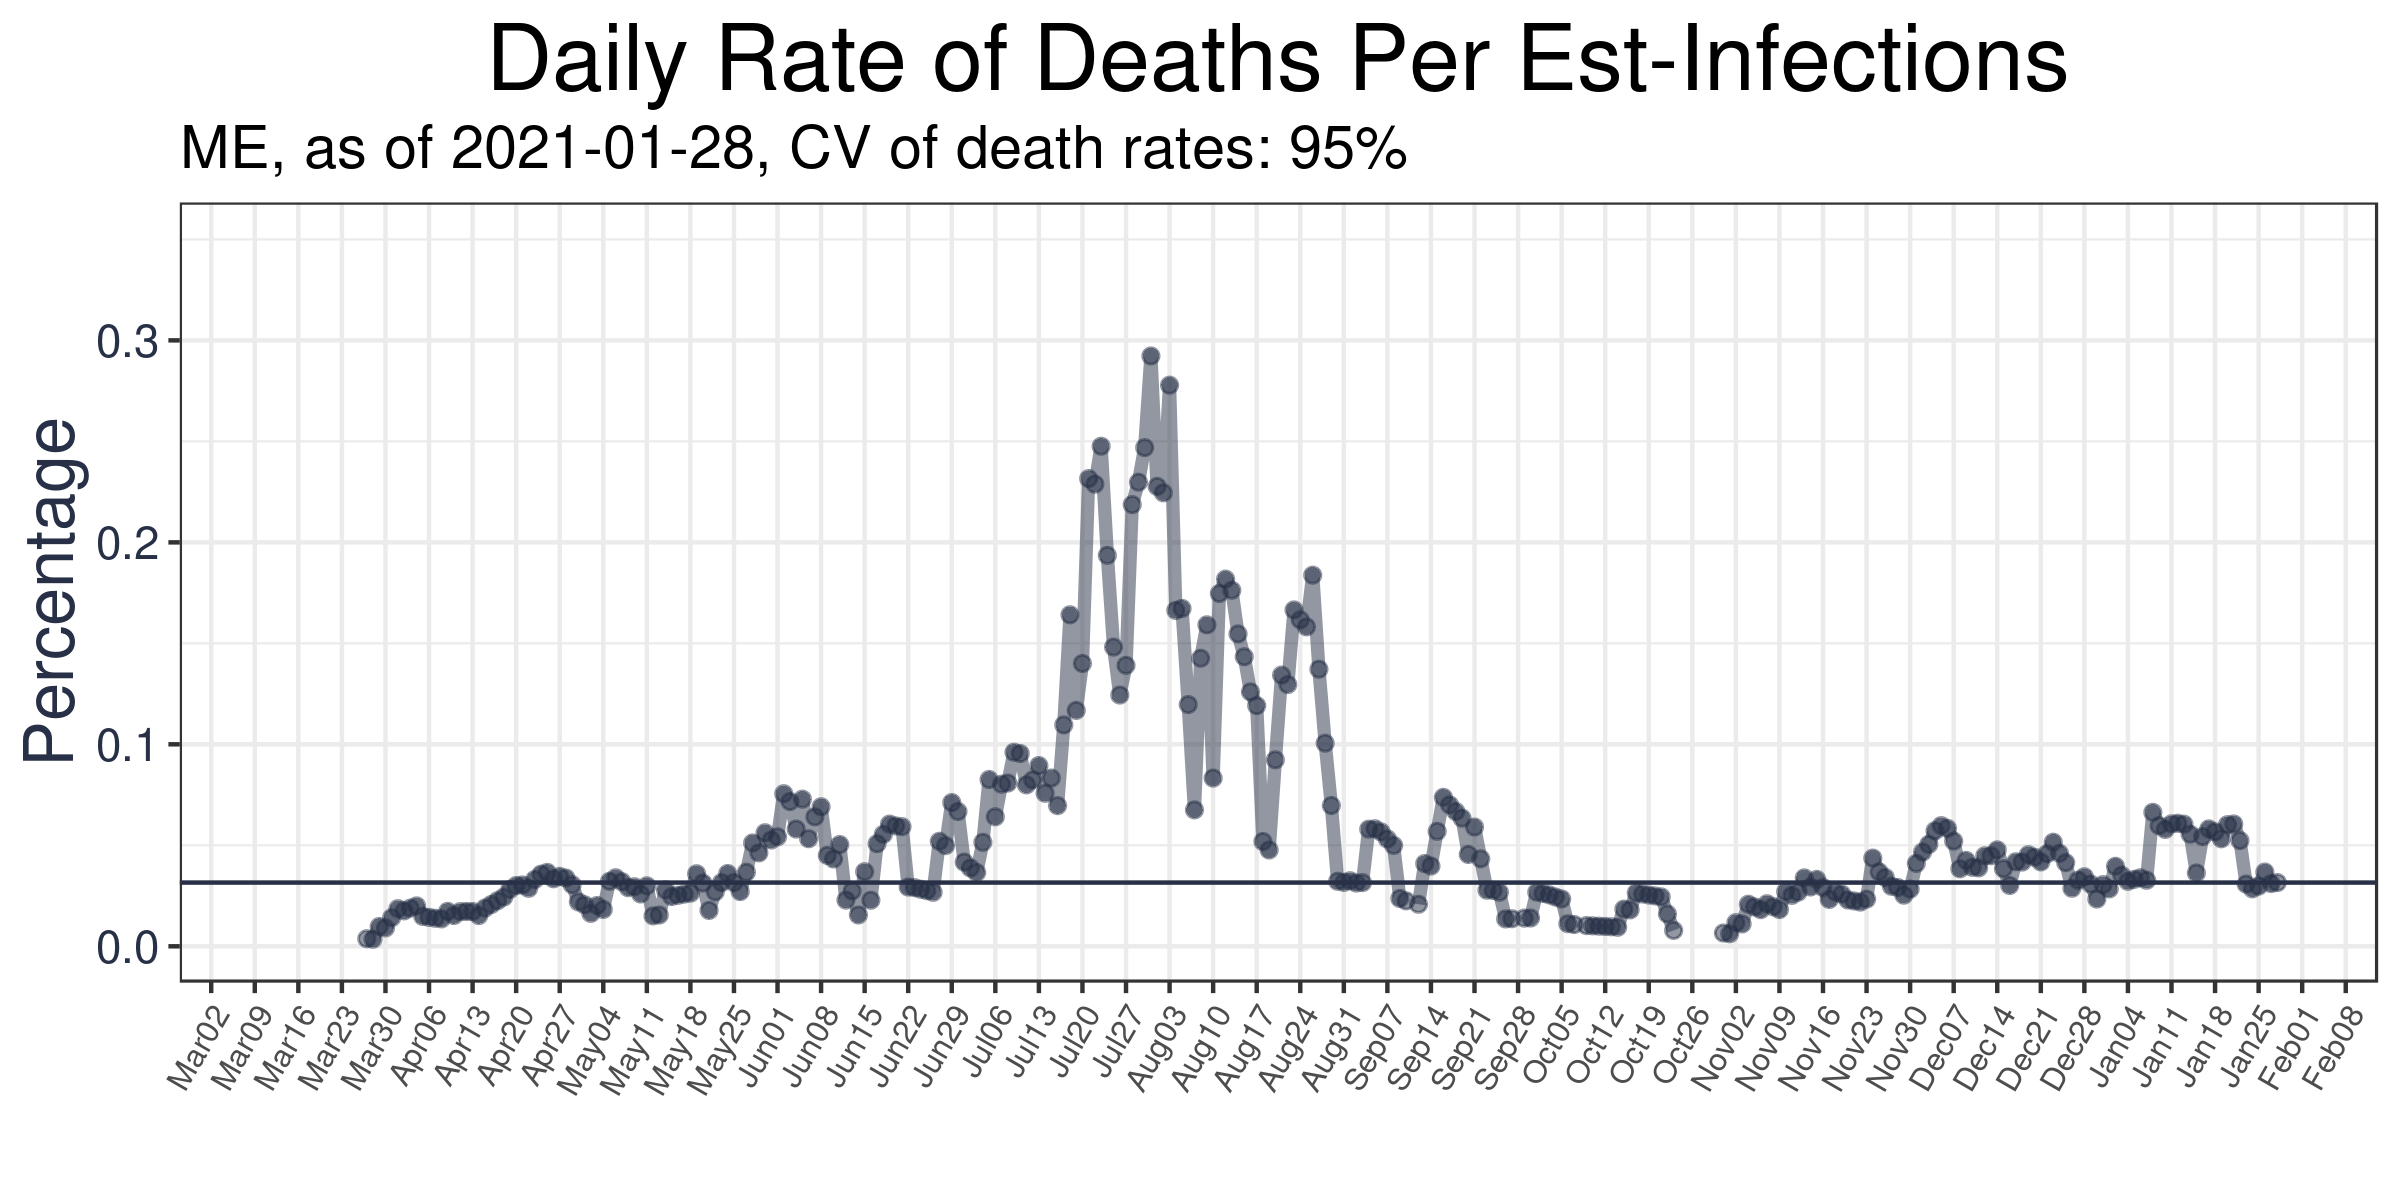 Daily Rate of Deaths Per Est-Infections
ME, as of 2021-01-28, CV of death rates: 95%
Percentage
0.3
0.2
0.1
0.0
Mar02
Mar09
Mar16
Mar23
Mar30
Apr06
Apr13
Apr20
Apr27
May04
May11
May18
May25
Jun01
Jun08
Jun15
Jun22
Jun29
Jul06
Jul13
Jul20
Jul27
Aug03
Aug10
Aug17
Aug24
Aug31
Sep07
Sep14
Sep21
Sep28
Oct05
Oct12
Oct19
Oct26
Nov02
Nov09
Nov16
Nov23
Nov30
Dec07
Dec14
Dec21
Dec28
Jan04
Jan11
Jan18
Jan25
Feb01
Feb08